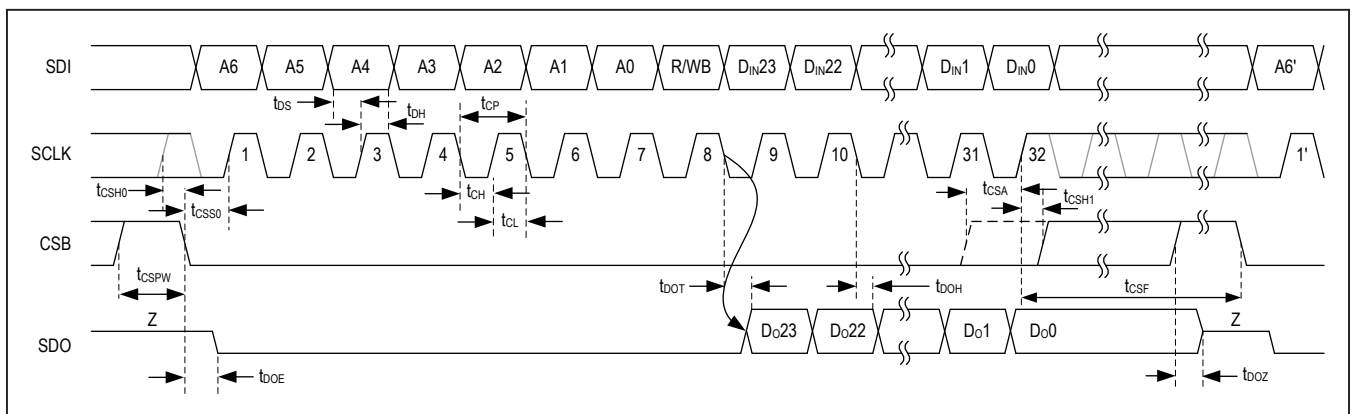 SDI A6 A5 A4 A3 A2 A1 A0 R/WB DIN23 DIN22 DIN1 DIN0 A6'
tDS tDH tCP
SCLK 1 2 3 4 5 6 7 8 9 10 31 32 1'
tCSH0 tCSS0 tCH tCL tCSA tCSH1
CSB
tCSPW tDOT tDOH tCSF
SDO Z DO23 DO22 DO1 DO0 Z
tDOE tDOZ